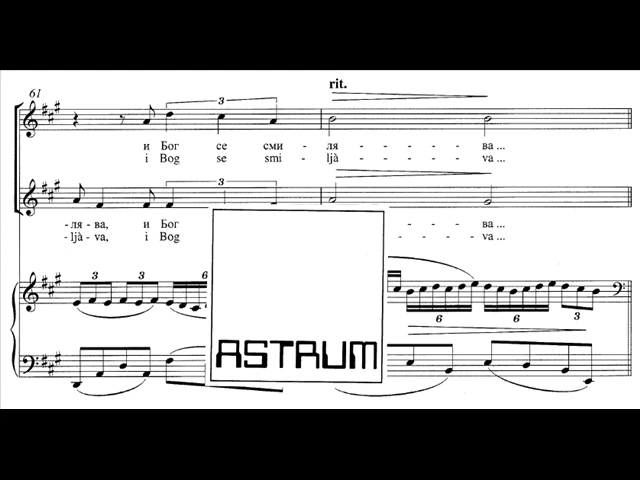 61
rit.
3
и Бог се сми - ля - - - - - ва...
i Bog se smi - ljà - - - - - va...
3
- ля - ва, и Бог - - - - ва...
- ljà - va, i Bog - - - - va...
3 3 6
6 6 3
ASTRUM